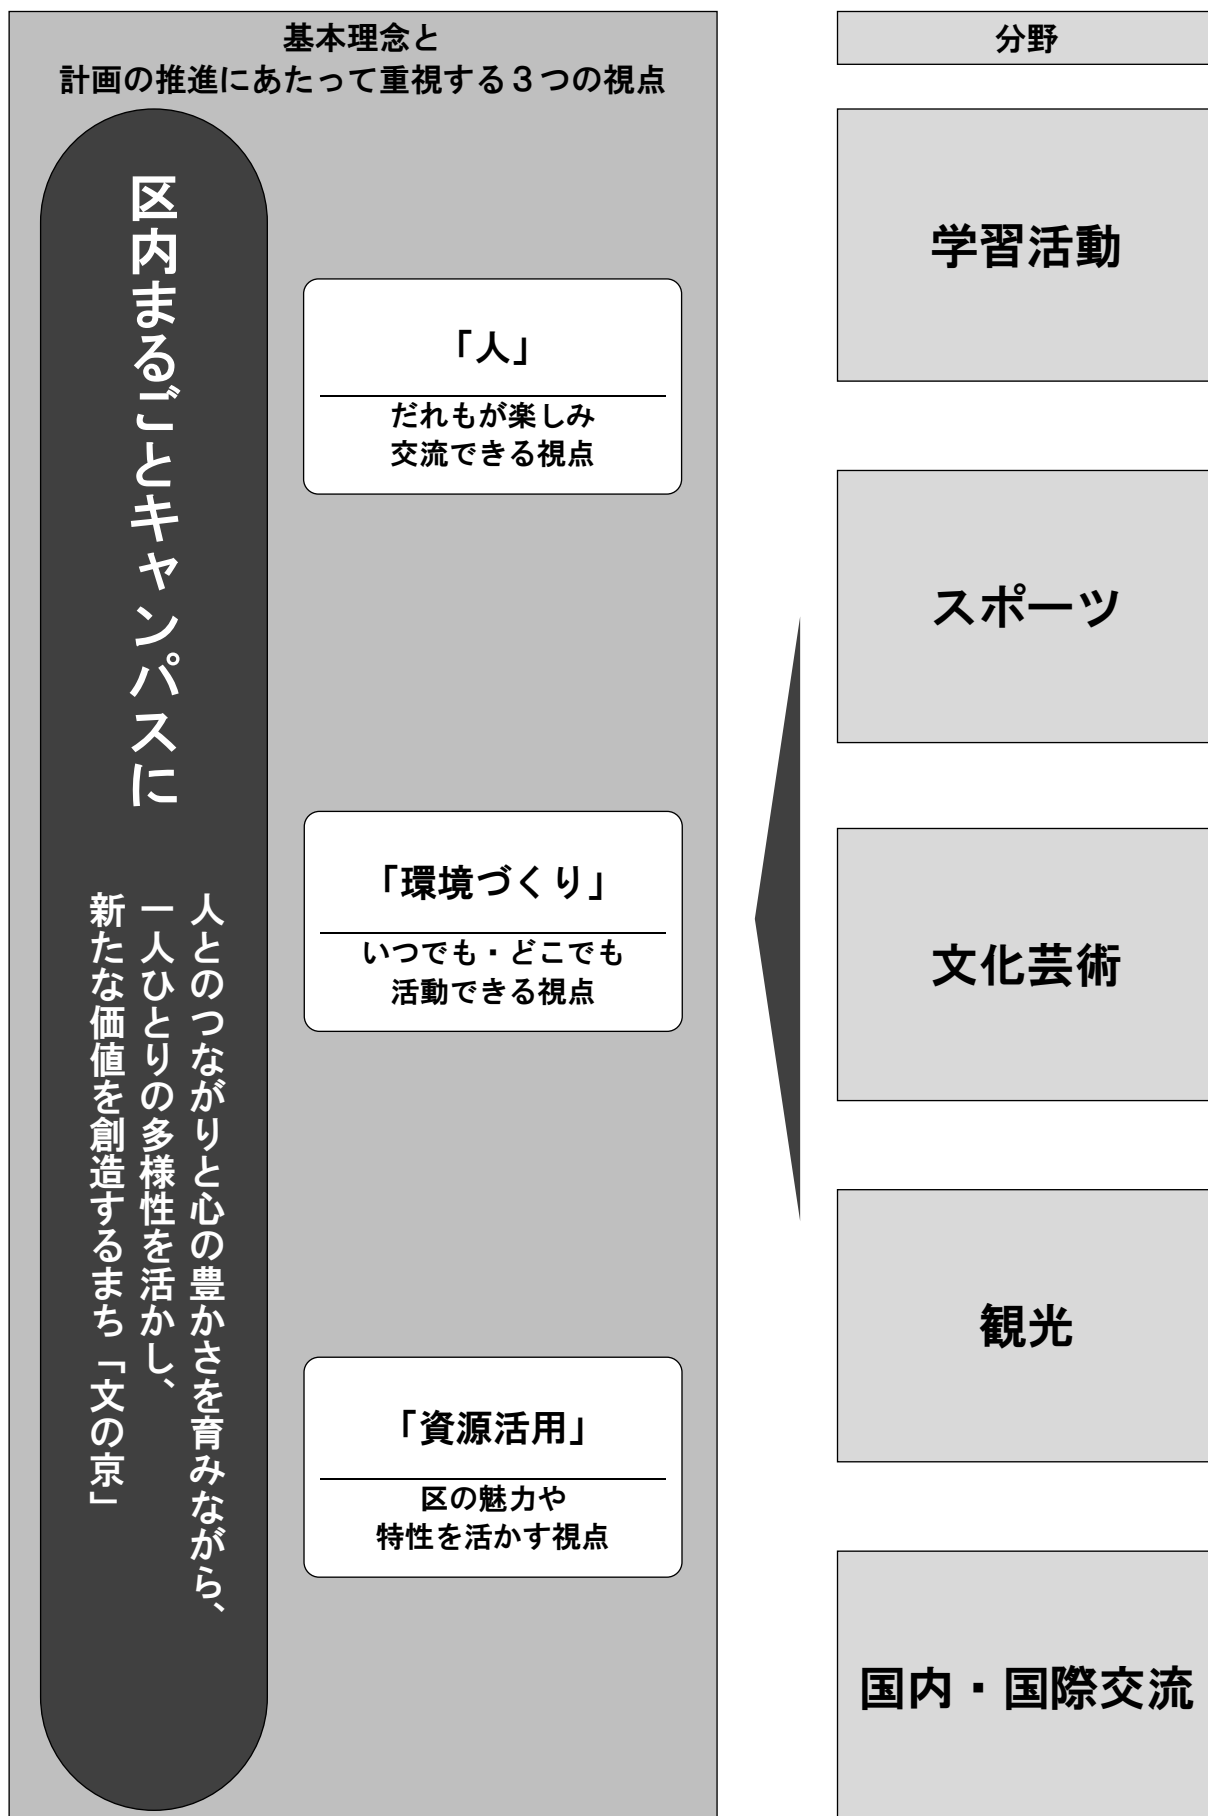 基本理念と
計画の推進にあたって重視する３つの視点
区内まるごとキャンパスに
人とのつながりと心の豊かさを育みながら、
一人ひとりの多様性を活かし、
新たな価値を創造するまち「文の京」
「人」
だれもが楽しみ
交流できる視点
「環境づくり」
いつでも・どこでも
活動できる視点
「資源活用」
区の魅力や
特性を活かす視点
分野
学習活動
スポーツ
文化芸術
観光
国内・国際交流